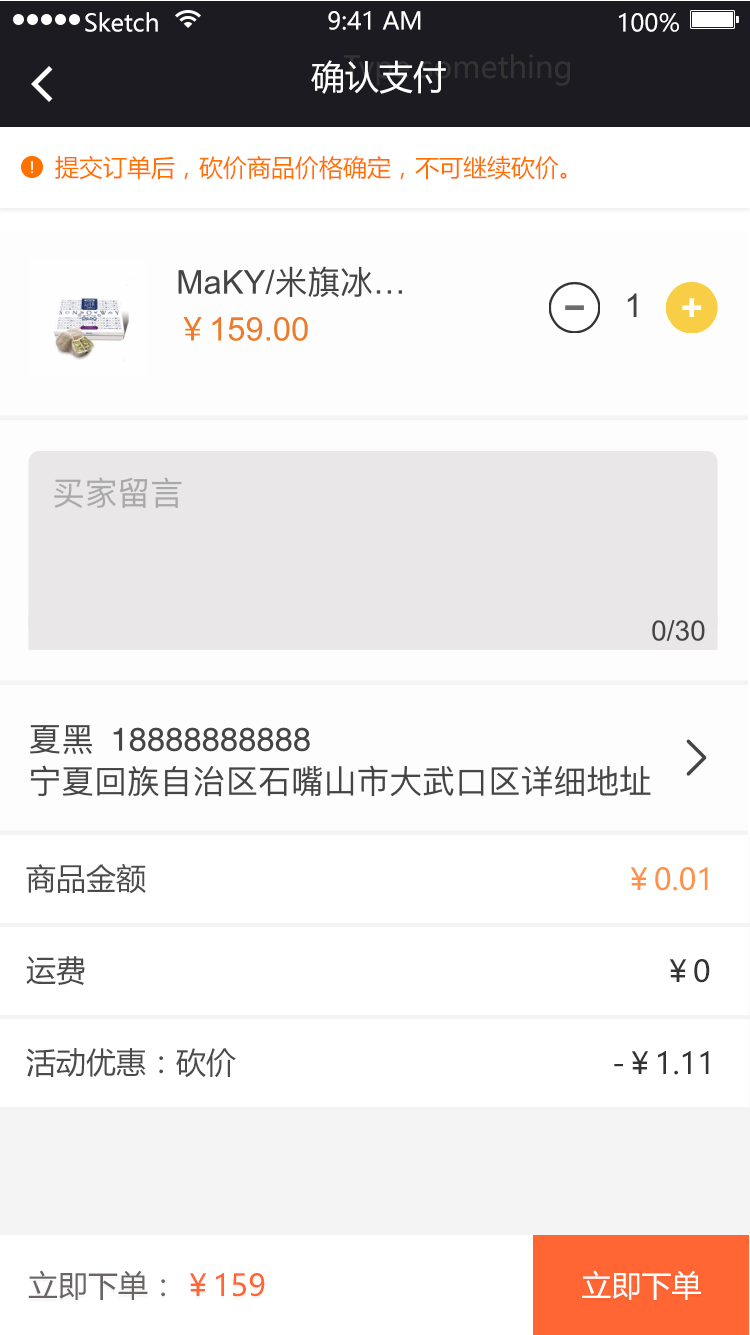 Sketch 9:41 AM 100%
Type something
确认支付
提交订单后，砍价商品价格确定，不可继续砍价。
MaKY/米旗冰…
￥159.00
1
买家留言
0/30
夏黑 18888888888
宁夏回族自治区石嘴山市大武口区详细地址
商品金额 ￥0.01
运费 ￥0
活动优惠：砍价 -￥1.11
立即下单：￥159 立即下单